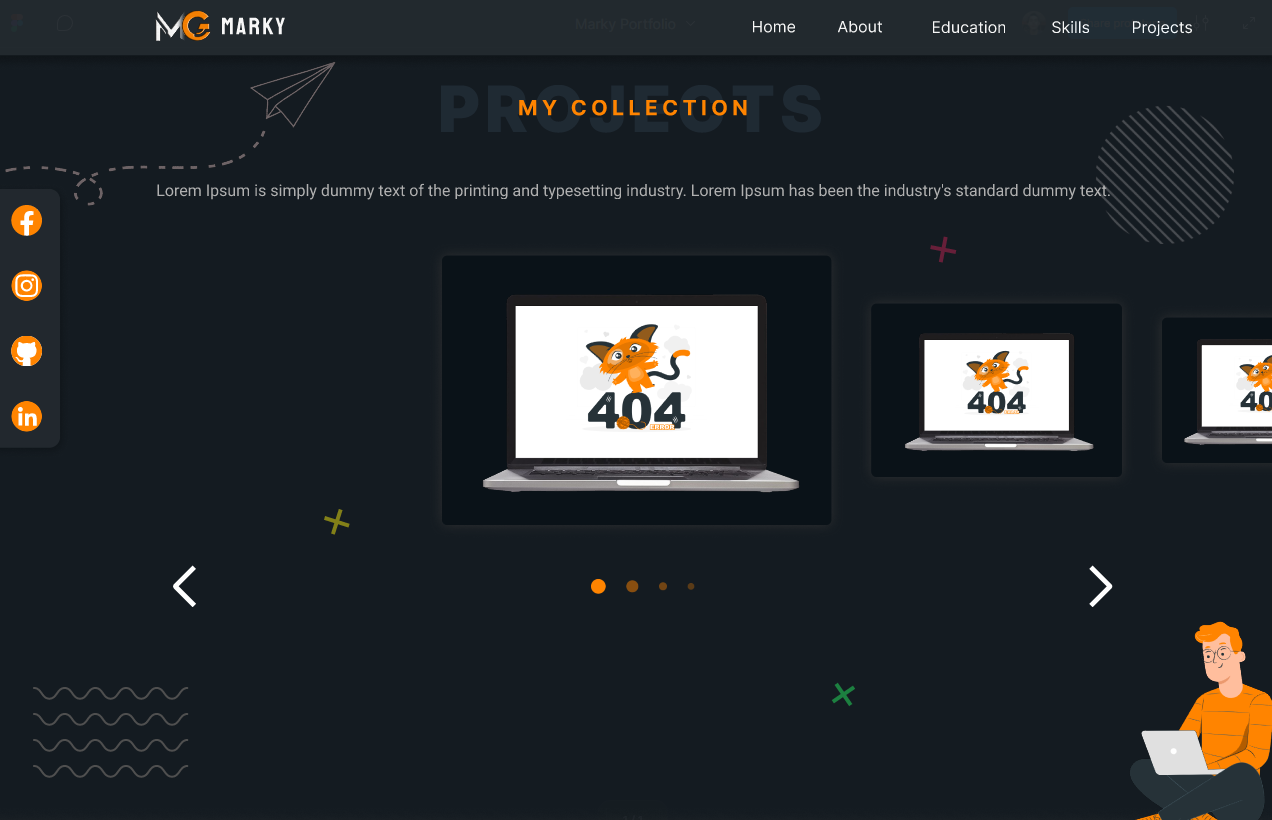 MG MARKY
Marky Portfolio
Home About Education Skills Projects
PROJECTS
MY COLLECTION
Lorem Ipsum is simply dummy text of the printing and typesetting industry. Lorem Ipsum has been the industry's standard dummy text.
404
ERROR
404
40